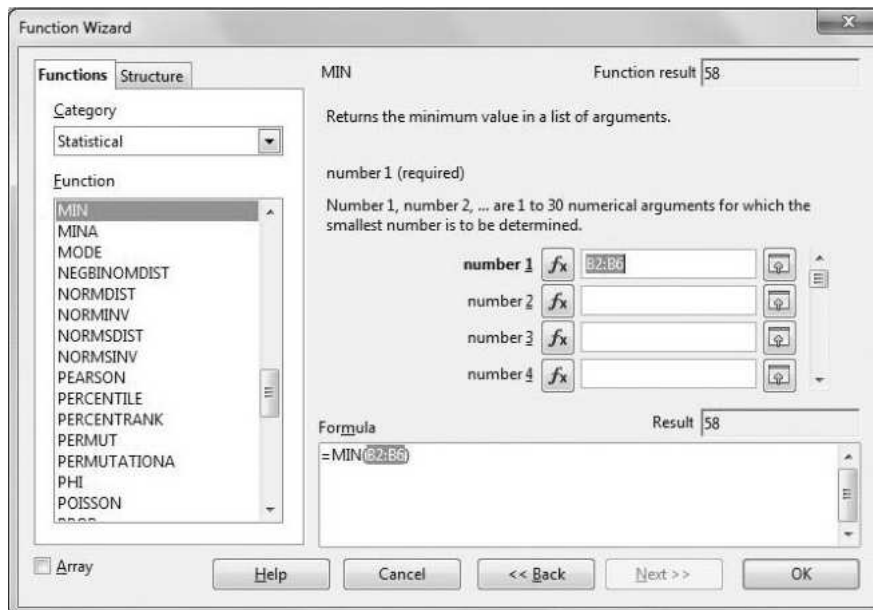 Function Wizard
x
Functions Structure
Category
Statistical
Function
MIN
MINA
MODE
NEGBINOMDIST
NORMDIST
NORMINV
NORMSDIST
NORMSINV
PEARSON
PERCENTILE
PERCENTRANK
PERMUT
PERMUTATIONA
PHI
POISSON
Array
MIN Function result 58
Returns the minimum value in a list of arguments.
number 1 (required)
Number 1, number 2, ... are 1 to 30 numerical arguments for which the
smallest number is to be determined.
number 1 fx B2:B6
number 2 fx
number 3 fx
number 4 fx
Formula Result 58
=MIN(B2:B6)
Help Cancel << Back Next >> OK